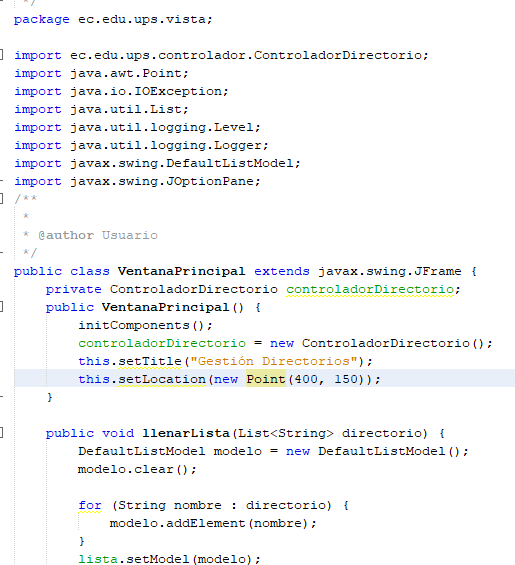 */
package ec.edu.ups.vista;
import ec.edu.ups.controlador.ControladorDirectorio;
import java.awt.Point;
import java.io.IOException;
import java.util.List;
import java.util.logging.Level;
import java.util.logging.Logger;
import javax.swing.DefaultListModel;
import javax.swing.JOptionPane;
/**
*
* @author Usuario
*/
public class VentanaPrincipal extends javax.swing.JFrame {
private ControladorDirectorio controladorDirectorio;
public VentanaPrincipal() {
initComponents();
controladorDirectorio = new ControladorDirectorio();
this.setTitle("Gestión Directorios");
this.setLocation(new Point(400, 150));
}
public void llenarLista(List<String> directorio) {
DefaultListModel modelo = new DefaultListModel();
modelo.clear();
for (String nombre : directorio) {
modelo.addElement(nombre);
}
lista.setModel(modelo);